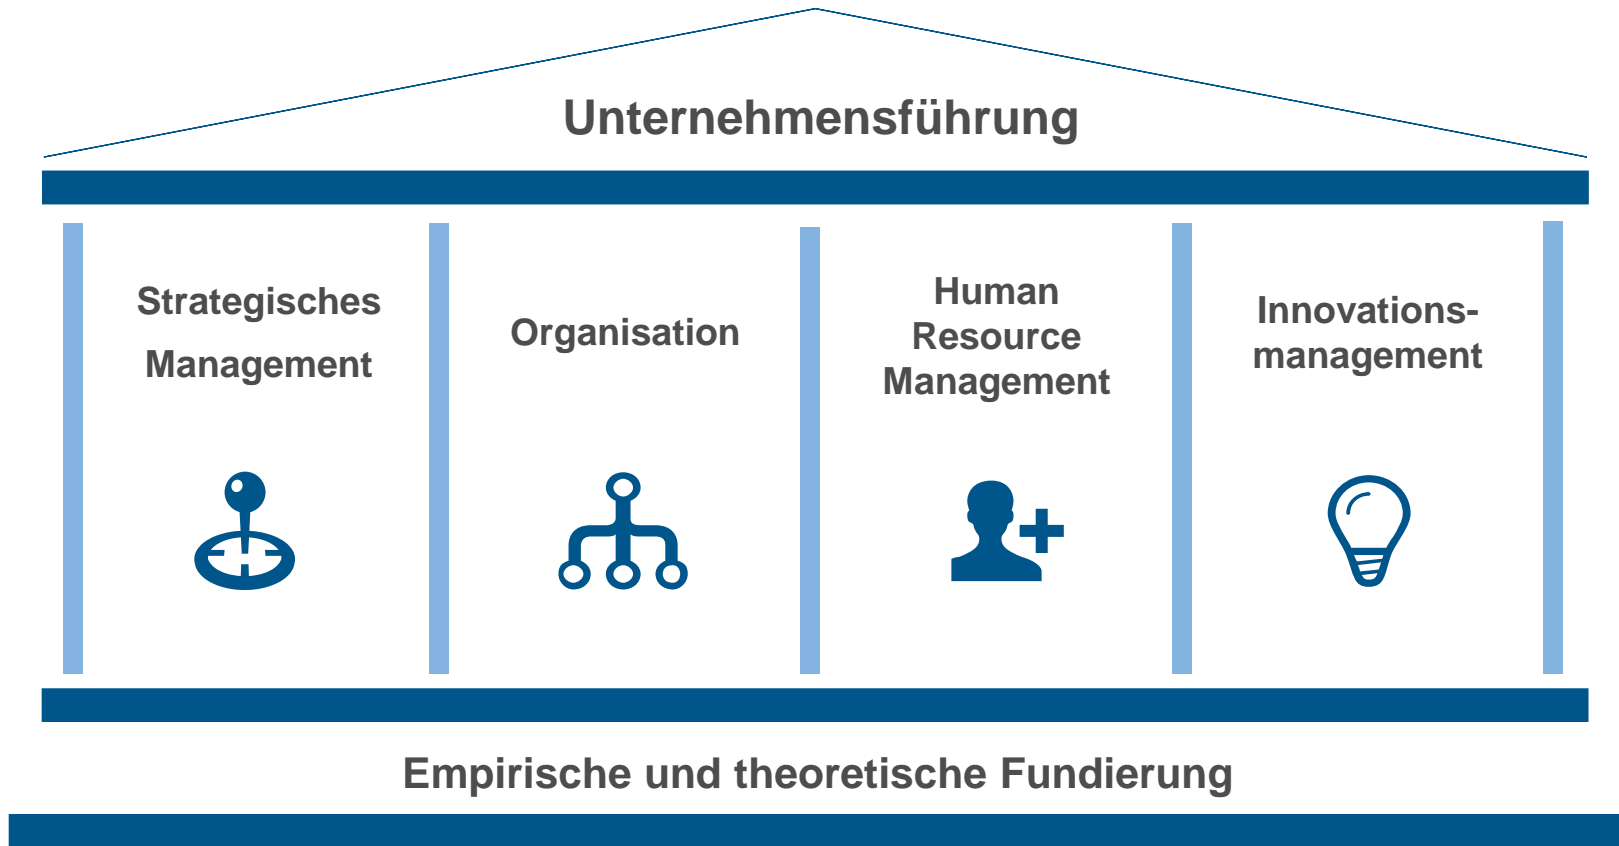 Unternehmensführung
Strategisches
Management
Organisation
Human
Resource
Management
Innovations-
management
Empirische und theoretische Fundierung